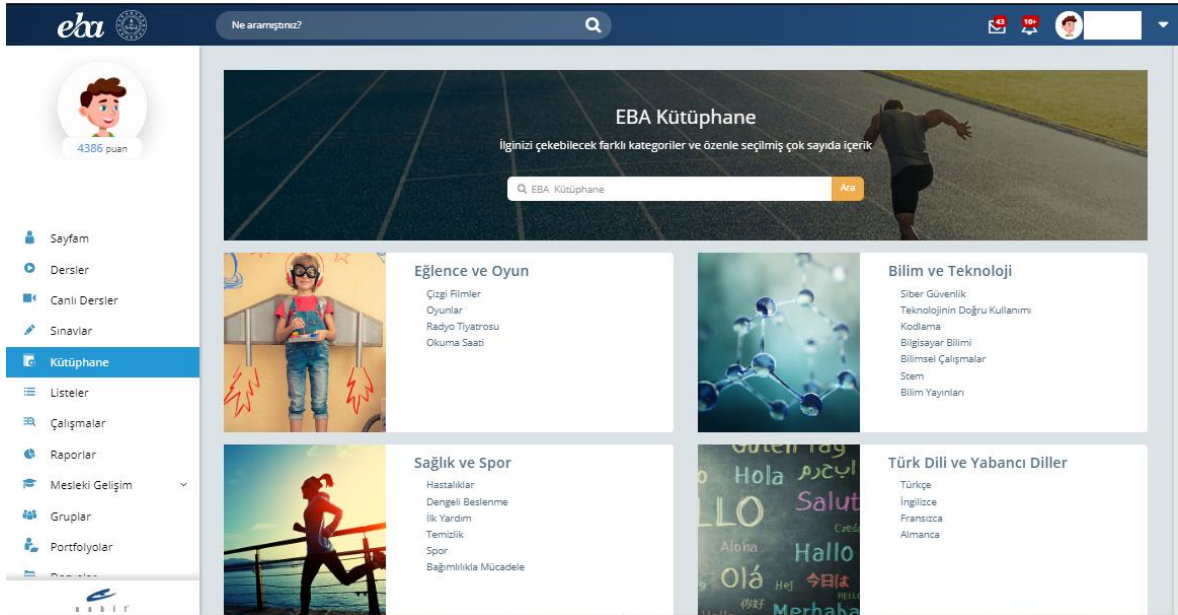 eba
Ne aramıştınız?
43
10+
4386 puan
Sayfam
Dersler
Canlı Dersler
Sınavlar
Kütüphane
Listeler
Çalışmalar
Raporlar
Mesleki Gelişim
Gruplar
Portfolyolar
EBA Kütüphane
İlginizi çekebilecek farklı kategoriler ve özenle seçilmiş çok sayıda içerik
EBA Kütüphane
Ara
Eğlence ve Oyun
Çizgi Filmler
Oyunlar
Radyo Tiyatrosu
Okuma Saati
Bilim ve Teknoloji
Siber Güvenlik
Teknolojinin Doğru Kullanımı
Kodlama
Bilgisayar Bilimi
Bilimsel Çalışmalar
Stem
Bilim Yayınları
Sağlık ve Spor
Hastalıklar
Dengeli Beslenme
İlk Yardım
Temizlik
Spor
Bağımlılıkla Mücadele
Guten Tag
Hola
Salut
Aloha
Hallo
Olá Hej 今日は
Merhaba
Türk Dili ve Yabancı Diller
Türkçe
İngilizce
Fransızca
Almanca